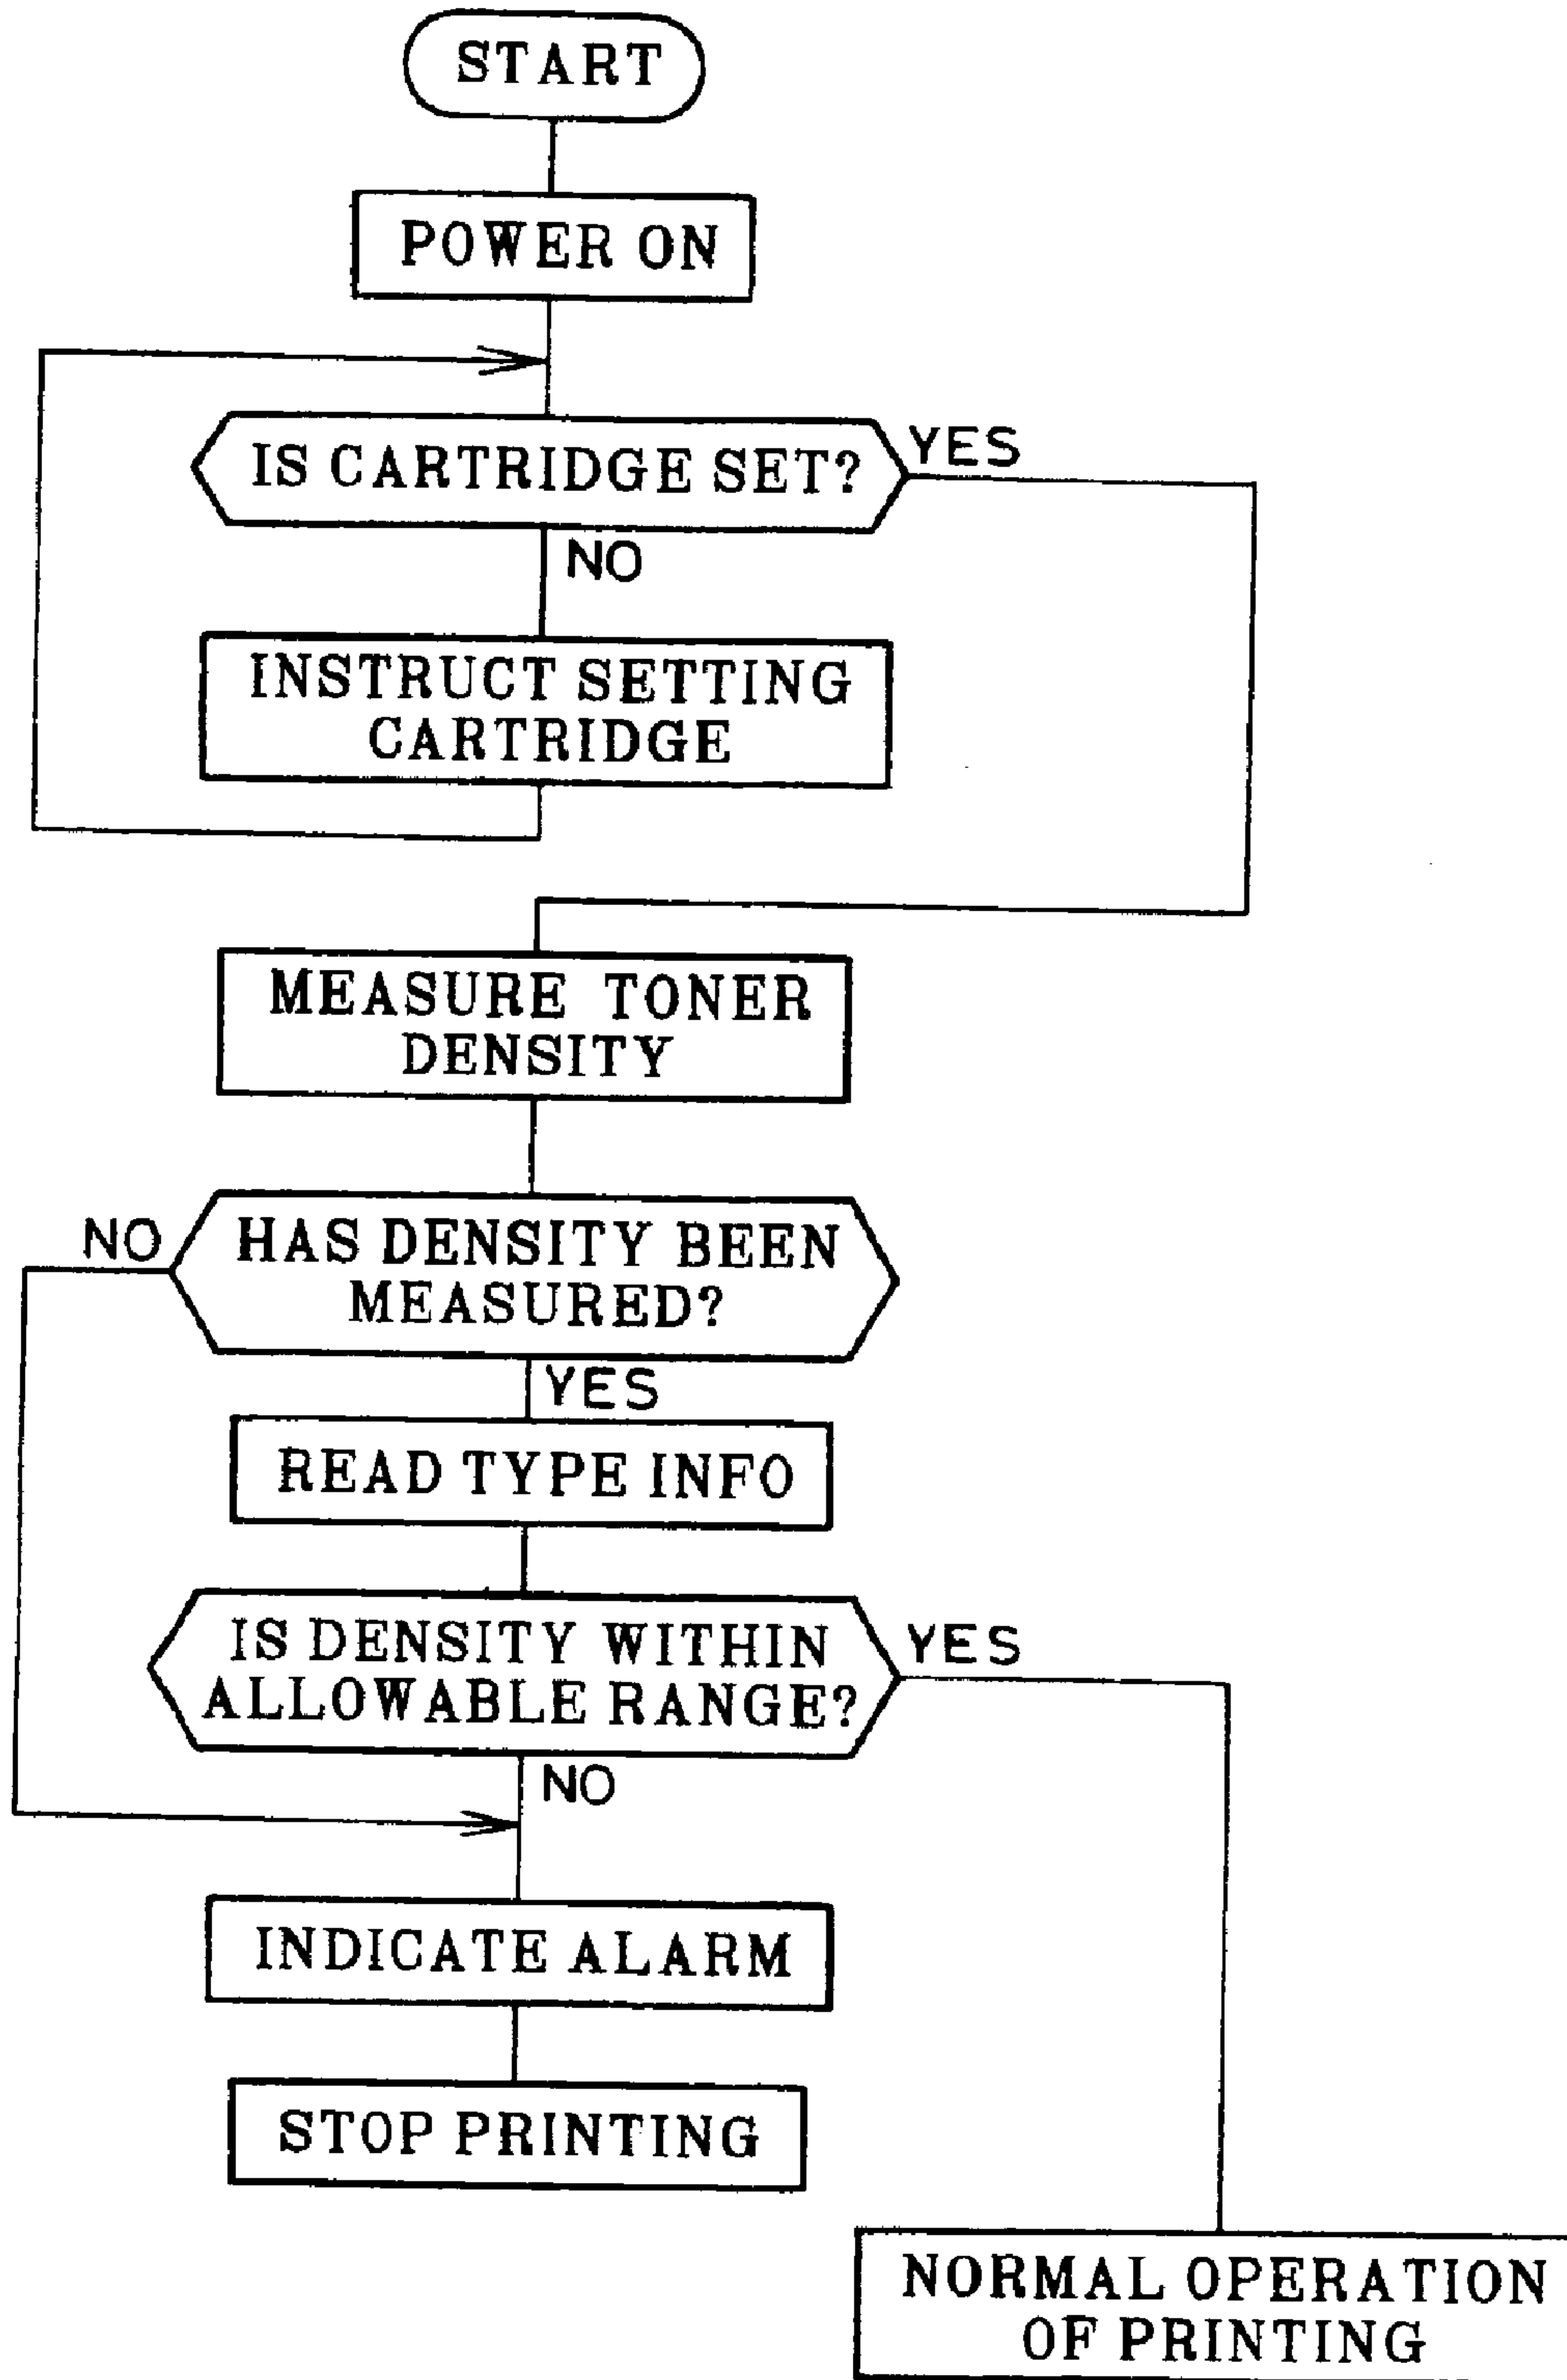 START
POWER ON
IS CARTRIDGE SET?
YES
NO
INSTRUCT SETTING
CARTRIDGE
MEASURE TONER
DENSITY
NO
HAS DENSITY BEEN
MEASURED?
YES
READ TYPE INFO
IS DENSITY WITHIN
ALLOWABLE RANGE?
YES
NO
INDICATE ALARM
STOP PRINTING
NORMAL OPERATION
OF PRINTING